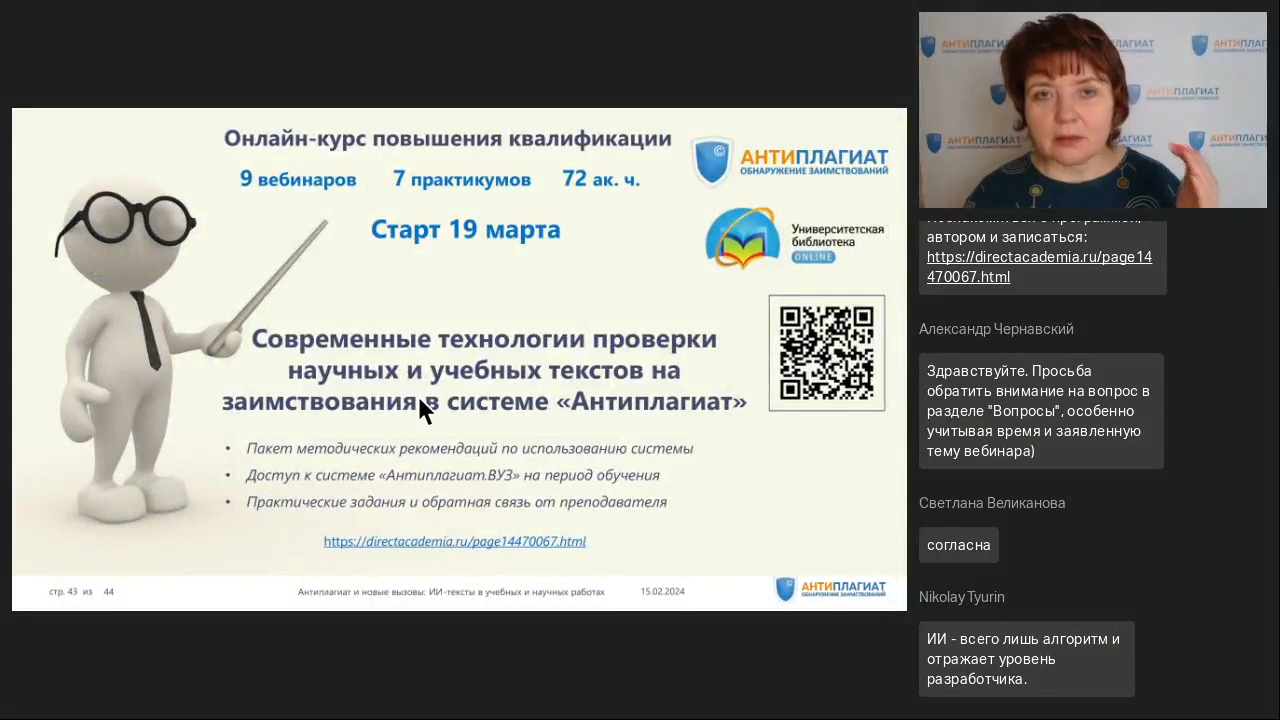 Онлайн-курс повышения квалификации
9 вебинаров 7 практикумов 72 ак. ч.
Старт 19 марта
©
АНТИПЛАГИАТ
ОБНАРУЖЕНИЕ ЗАИМСТВОВАНИЙ
Университетская
библиотека
ONLINE
Современные технологии проверки
научных и учебных текстов на
заимствования в системе «Антиплагиат»
• Пакет методических рекомендаций по использованию системы
• Доступ к системе «Антиплагиат.ВУЗ» на период обучения
• Практические задания и обратная связь от преподавателя
https://directacademia.ru/page14470067.html
стр. 43 из 44
Антиплагиат и новые вызовы: ИИ-тексты в учебных и научных работах
15.02.2024
АНТИПЛАГИАТ
ОБНАРУЖЕНИЕ ЗАИМСТВОВАНИЙ
АНТИПЛАГИАТ
автором и записаться:
https://directacademia.ru/page14
470067.html
Александр Чернавский
Здравствуйте. Просьба
обратить внимание на вопрос в
разделе "Вопросы", особенно
учитывая время и заявленную
тему вебинара)
Светлана Великанова
согласна
Nikolay Tyurin
ИИ - всего лишь алгоритм и
отражает уровень
разработчика.